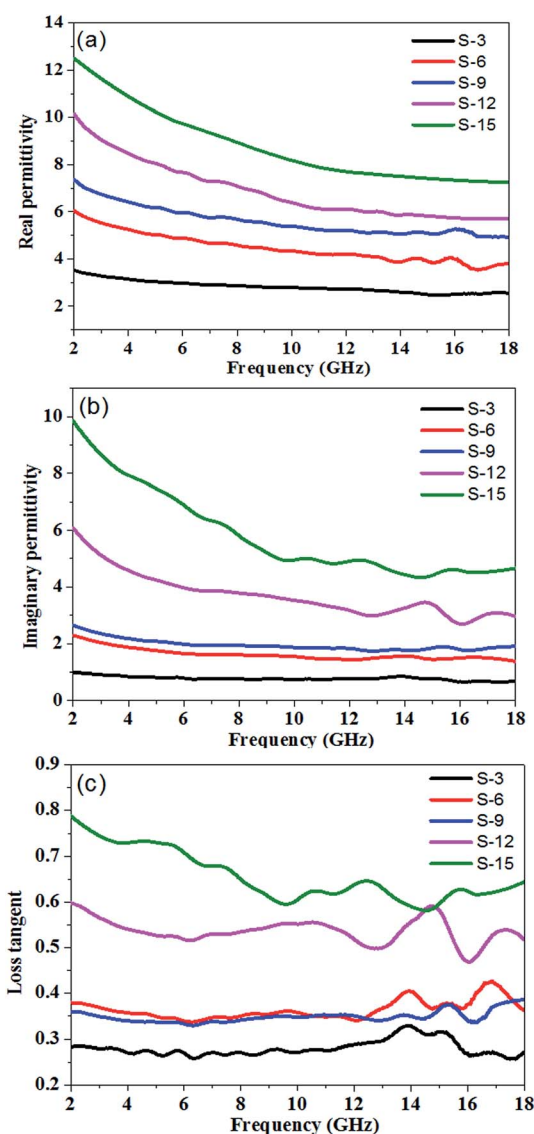 (a)
14
12
10
8
6
4
2
Real permittivity
S-3
S-6
S-9
S-12
S-15
2 4 6 8 10 12 14 16 18
Frequency (GHz)
(b)
10
8
6
4
2
0
Imaginary permittivity
S-3
S-6
S-9
S-12
S-15
2 4 6 8 10 12 14 16 18
Frequency (GHz)
(c)
0.9
0.8
0.7
0.6
0.5
0.4
0.3
0.2
Loss tangent
S-3
S-6
S-9
S-12
S-15
2 4 6 8 10 12 14 16 18
Frequency (GHz)